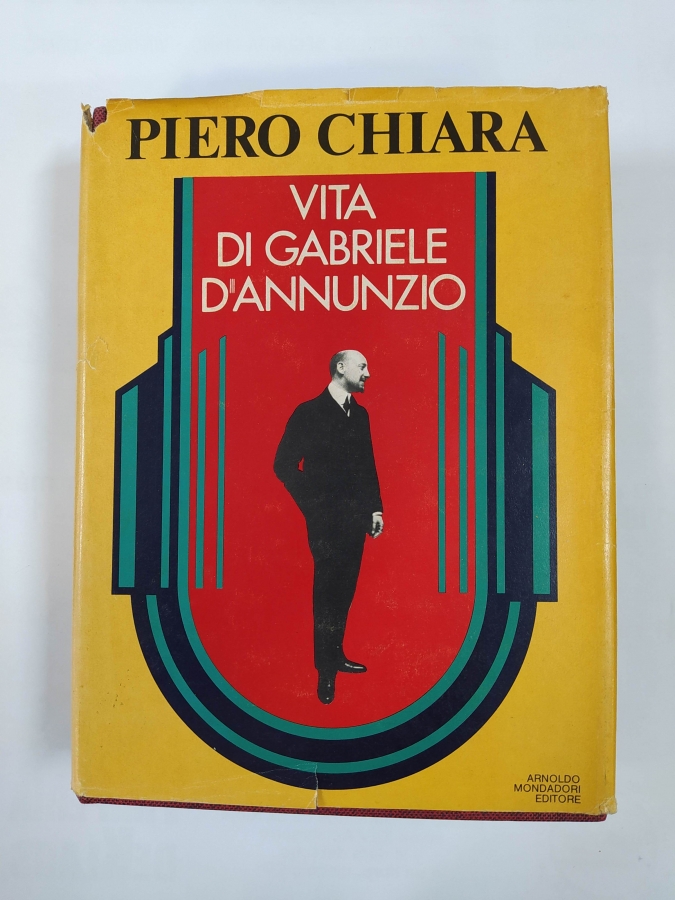 PIERO CHIARA
VITA
DI GABRIELE
D'ANNUNZIO
ARNOLDO
MONDADORI
EDITORE